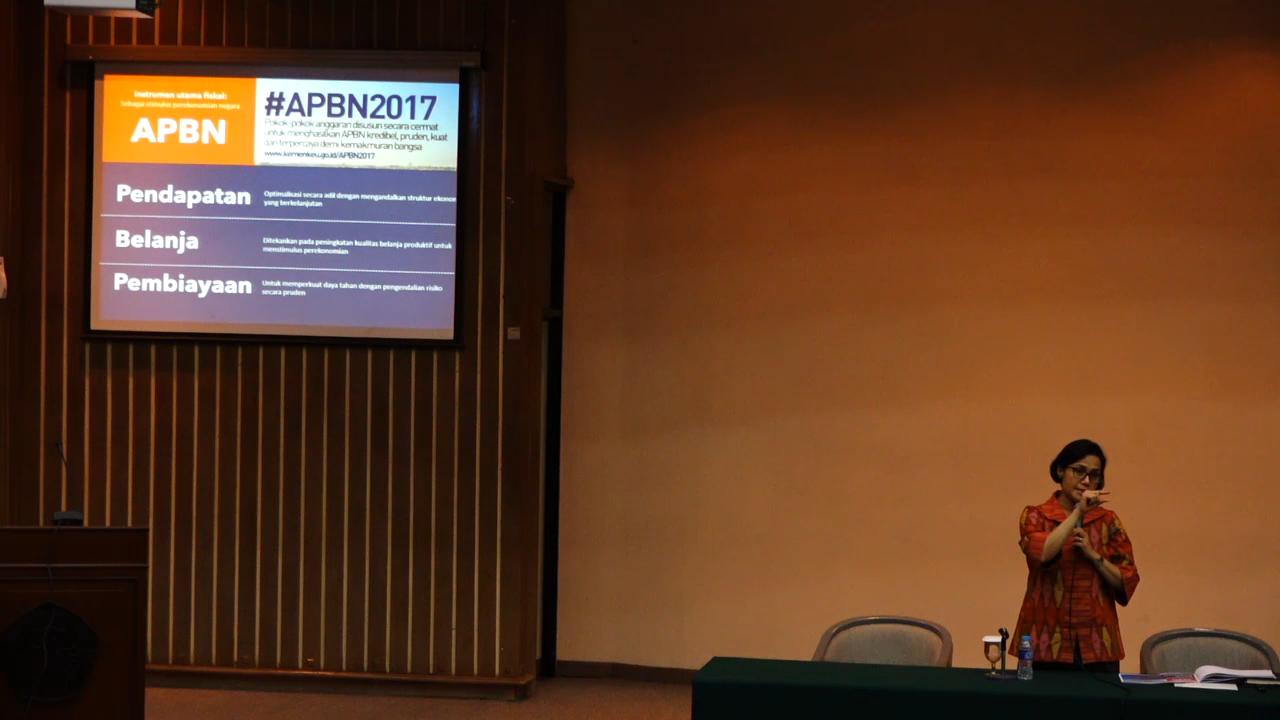 Instrumen utama fiskal:
Sebagai stimulus perekonomian negara
APBN
#APBN2017
Pokok-pokok anggaran disusun secara cermat
untuk menghasilkan APBN kredibel, pruden, kuat
dan terpercaya demi kemakmuran bangsa
www.kemenkeu.go.id/APBN2017
Pendapatan
Optimalisasi secara adil dengan mengandalkan struktur ekonom
yang berkelanjutan
Belanja
Ditekankan pada peningkatan kualitas belanja produktif untuk
menstimulus perekonomian
Pembiayaan
Untuk memperkuat daya tahan dengan pengendalian risiko
secara pruden